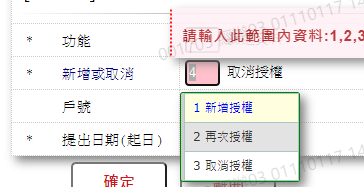 * 功能
請輸入此範圍內資料:1,2,3
* 新增或取消 4 取消授權
戶號
1 新增授權
* 提出日期(起日)
2 再次授權
3 取消授權
確定